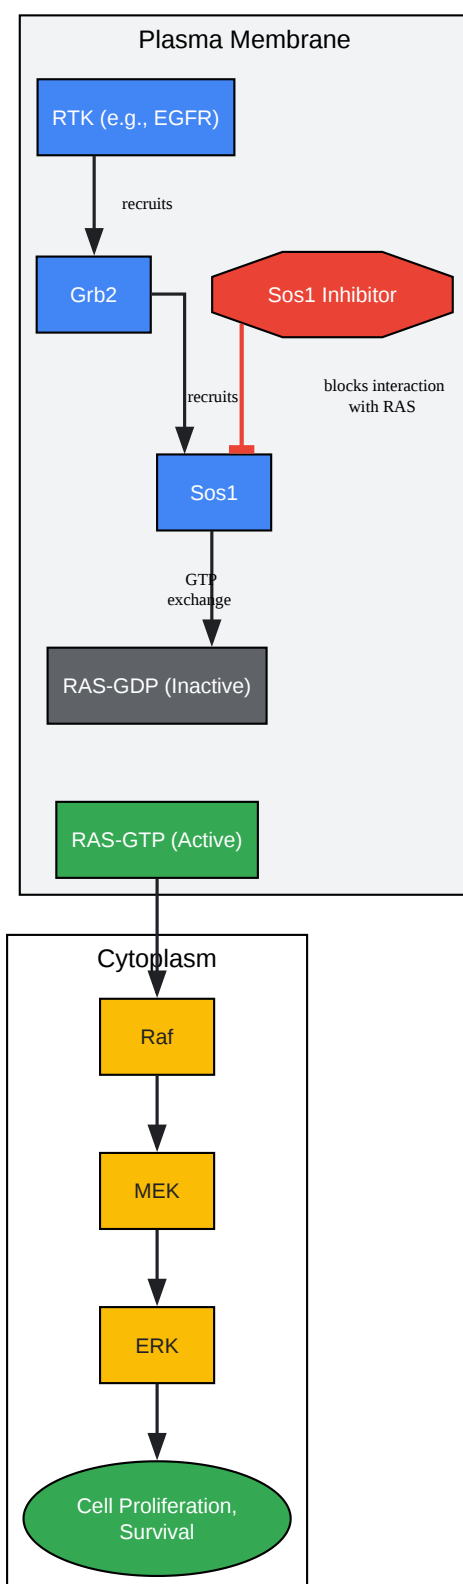 Plasma Membrane
RTK (e.g., EGFR)
recruits
Grb2
Sos1 Inhibitor
blocks interaction
with RAS
recruits
Sos1
GTP
exchange
RAS-GDP (Inactive)
RAS-GTP (Active)
Cytoplasm
Raf
MEK
ERK
Cell Proliferation,
Survival